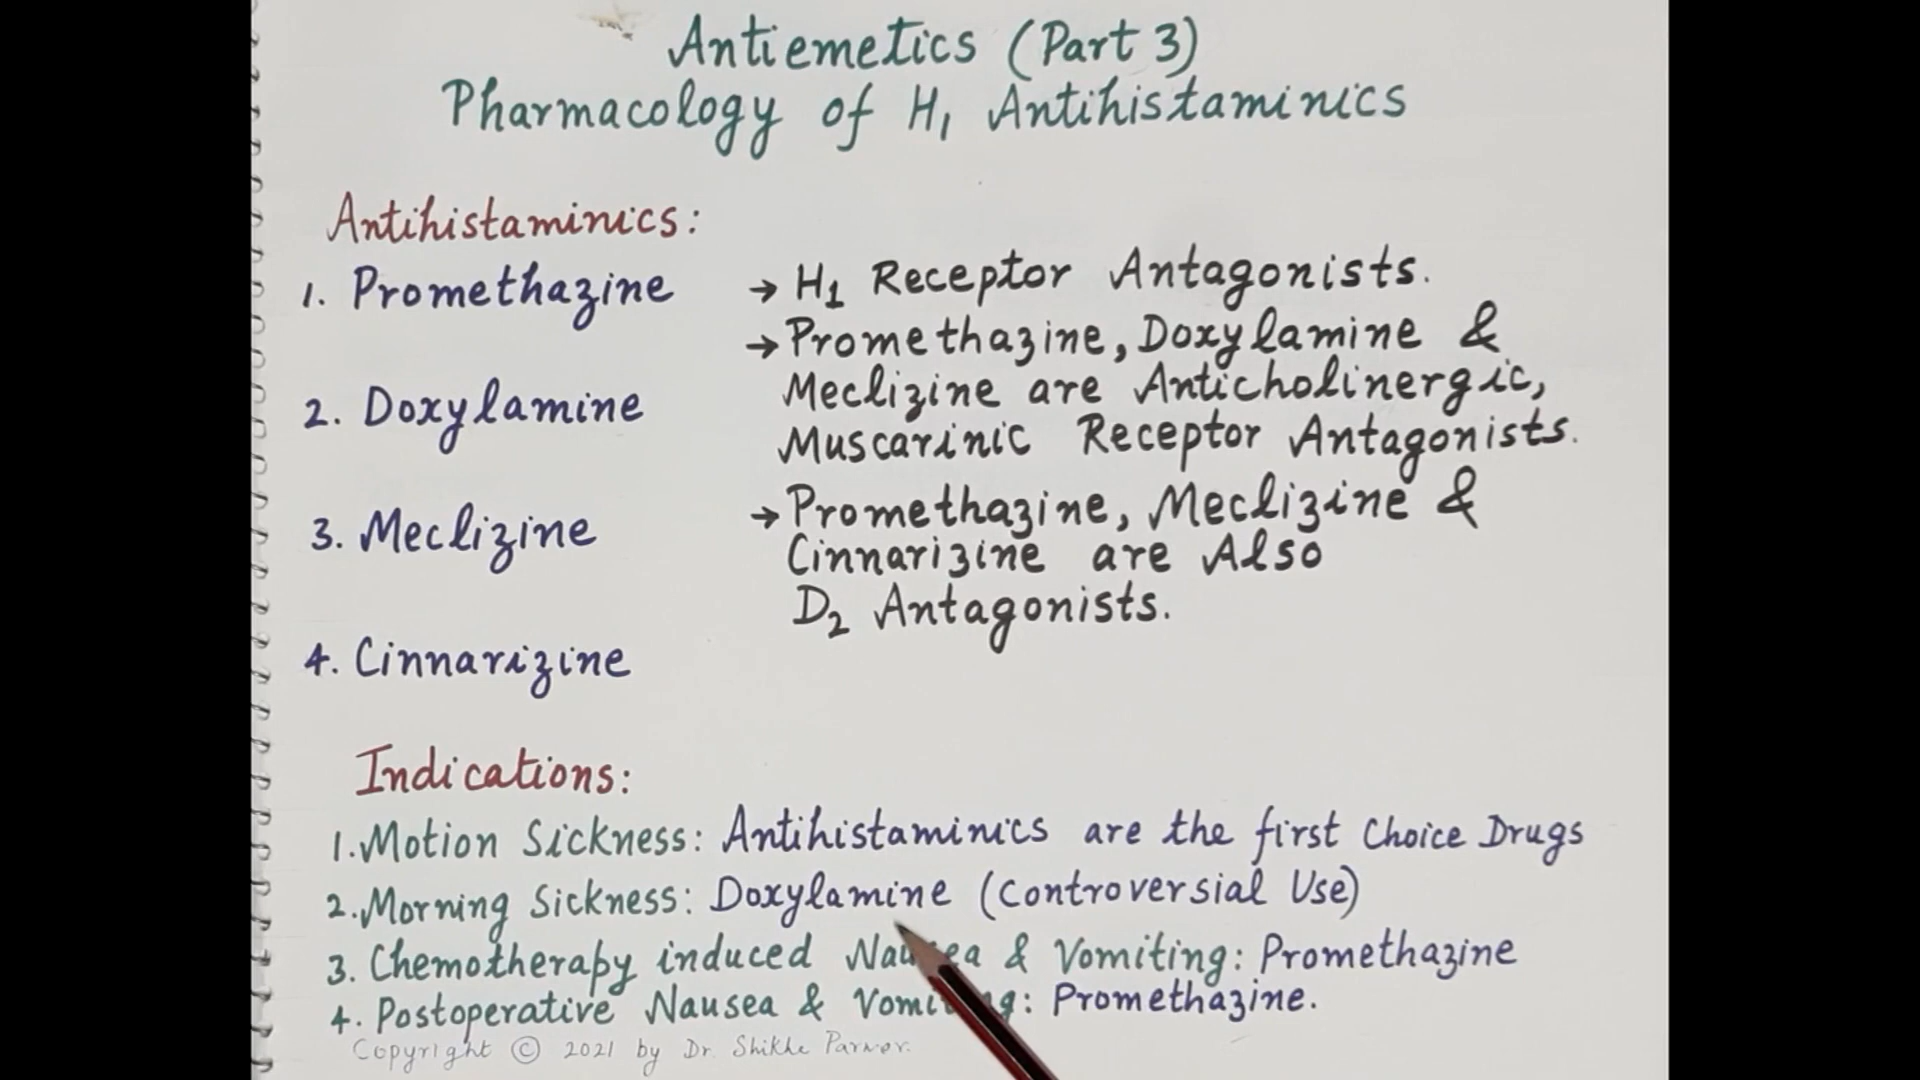 Antiemetics (Part 3)
Pharmacology of H1 Antihistaminics
Antihistaminics:
1. Promethazine
2. Doxylamine
3. Meclizine
4. Cinnarizine
→ H1 Receptor Antagonists.
→ Promethazine, Doxylamine &
Meclizine are Anticholinergic,
Muscarinic Receptor Antagonists.
→ Promethazine, Meclizine &
Cinnarizine are Also
D2 Antagonists.
Indications:
1. Motion Sickness: Antihistaminics are the first Choice Drugs
2. Morning Sickness: Doxylamine (Controversial Use)
3. Chemotherapy induced Nausea & Vomiting: Promethazine
4. Postoperative Nausea & Vomiting: Promethazine.
Copyright © 2021 by Dr. Shikha Parmar.